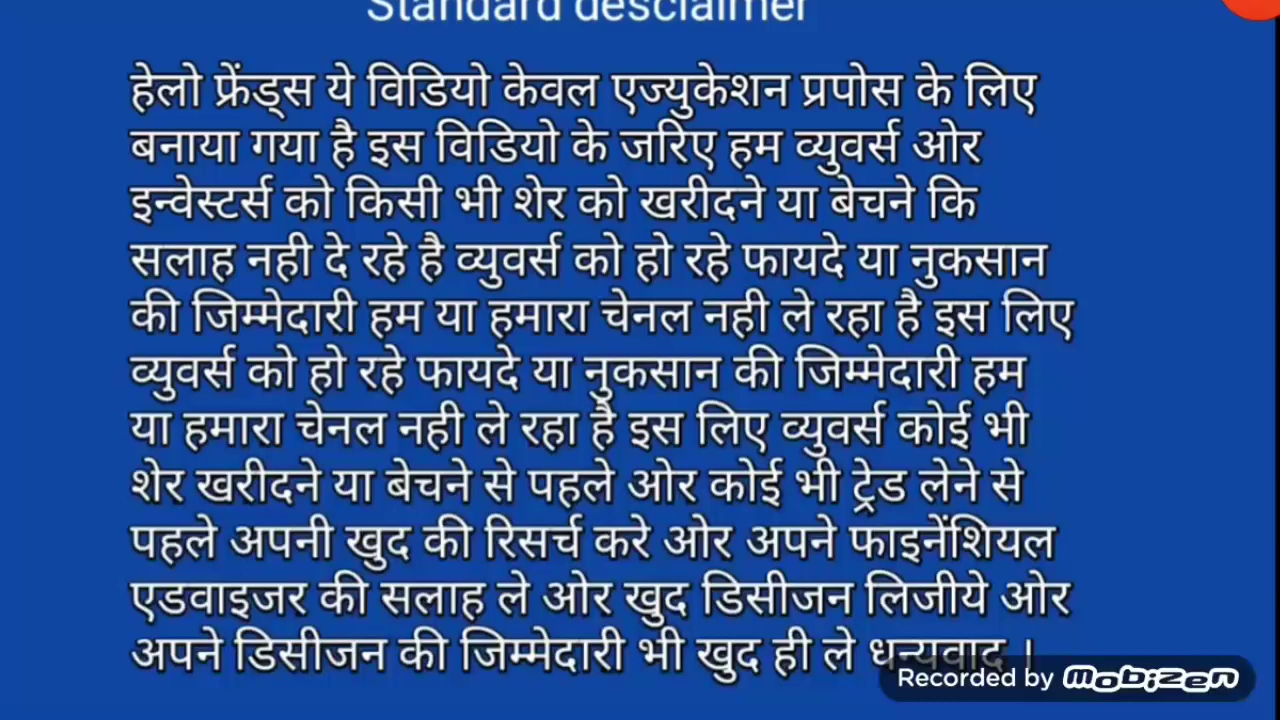 Standard desclaimer
हेलो फ्रेंड्स ये विडियो केवल एज्युकेशन प्रपोस के लिए
बनाया गया है इस विडियो के जरिए हम व्युवर्स ओर
इन्वेस्टर्स को किसी भी शेर को खरीदने या बेचने कि
सलाह नही दे रहे है व्युवर्स को हो रहे फायदे या नुकसान
की जिम्मेदारी हम या हमारा चेनल नही ले रहा है इस लिए
व्युवर्स को हो रहे फायदे या नुकसान की जिम्मेदारी हम
या हमारा चेनल नही ले रहा है इस लिए व्युवर्स कोई भी
शेर खरीदने या बेचने से पहले ओर कोई भी ट्रेड लेने से
पहले अपनी खुद की रिसर्च करे ओर अपने फाइनेंशियल
एडवाइजर की सलाह ले ओर खुद डिसीजन लिजीये ओर
अपने डिसीजन की जिम्मेदारी भी खुद ही ले धन्यवाद ।
Recorded by mobizen